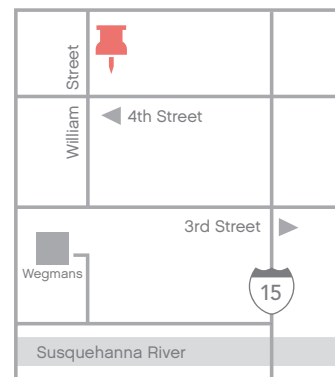 William Street
4th Street
3rd Street
Wegmans
15
Susquehanna River